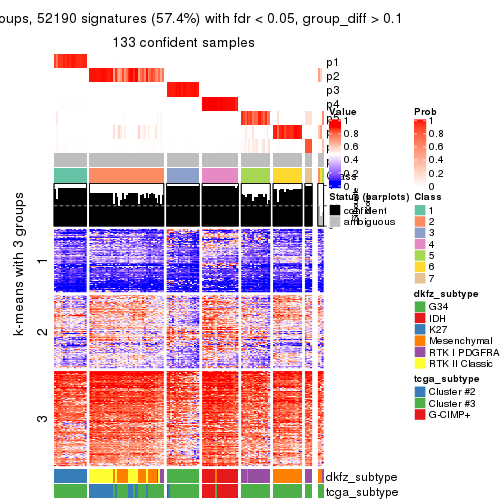 oups, 52190 signatures (57.4%) with fdr < 0.05, group_diff > 0.1
133 confident samples
p1
p2
p3
p4
Value
1
0.8
0.6
0.4
0.2
0
Prob
1
0.8
0.6
0.4
0.2
0
Status (barplots)
confident
ambiguous
Class
1
2
3
4
5
6
7
k-means with 3 groups
1
2
3
dkfz_subtype
G34
IDH
K27
Mesenchymal
RTK I PDGFRA
RTK II Classic
tcga_subtype
Cluster #2
Cluster #3
G-CIMP+
dkfz_subtype
tcga_subtype